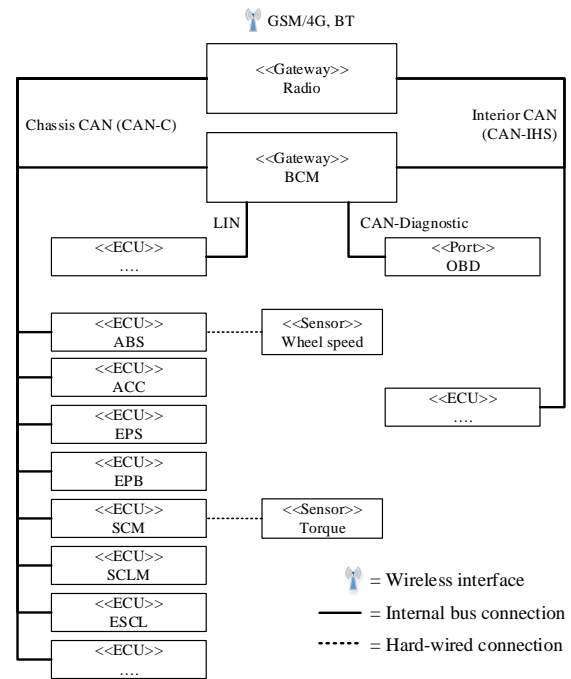 GSM/4G, BT
<<Gateway>>
Radio
Chassis CAN (CAN-C)
Interior CAN
(CAN-IHS)
<<Gateway>>
BCM
LIN
CAN-Diagnostic
<<ECU>>
....
<<Port>>
OBD
<<ECU>>
ABS
<<Sensor>>
Wheel speed
<<ECU>>
ACC
<<ECU>>
....
<<ECU>>
EPS
<<ECU>>
EPB
<<ECU>>
SCM
<<Sensor>>
Torque
<<ECU>>
SCLM
<<ECU>>
ESCL
<<ECU>>
....
= Wireless interface
= Internal bus connection
= Hard-wired connection